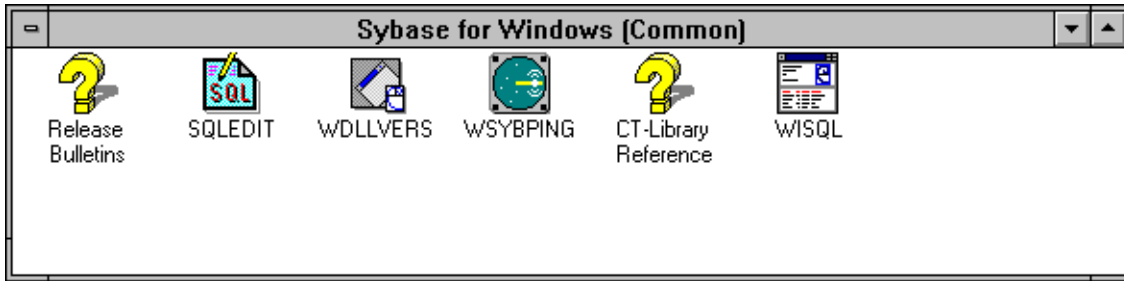 Sybase for Windows (Common)
SQL
Release
Bulletins
SQLEDIT
WDLLVERS
WSYBPING
CT-Library
Reference
WISQL